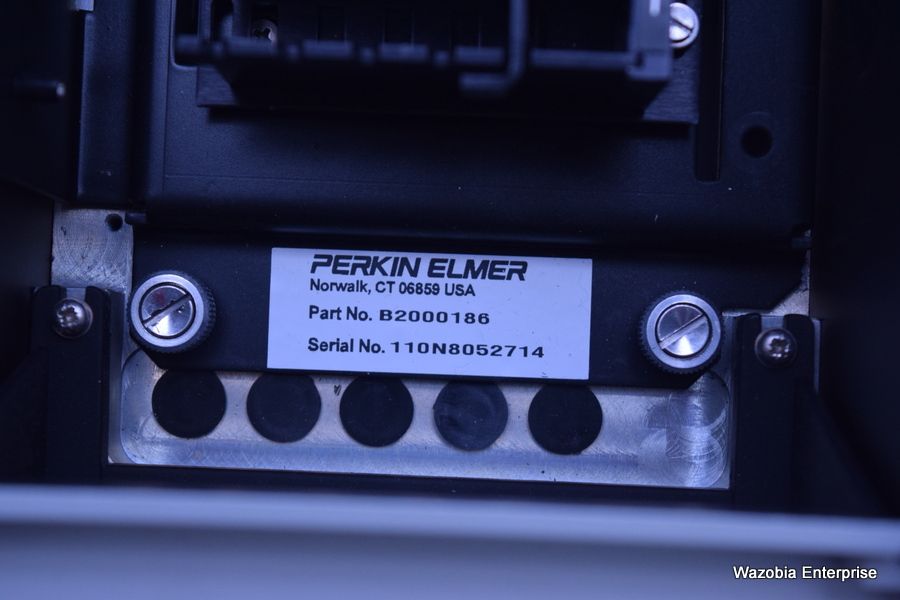 PERKIN ELMER
Norwalk, CT 06859 USA
Part No. B2000186
Serial No. 110N8052714
Wazobia Enterprise